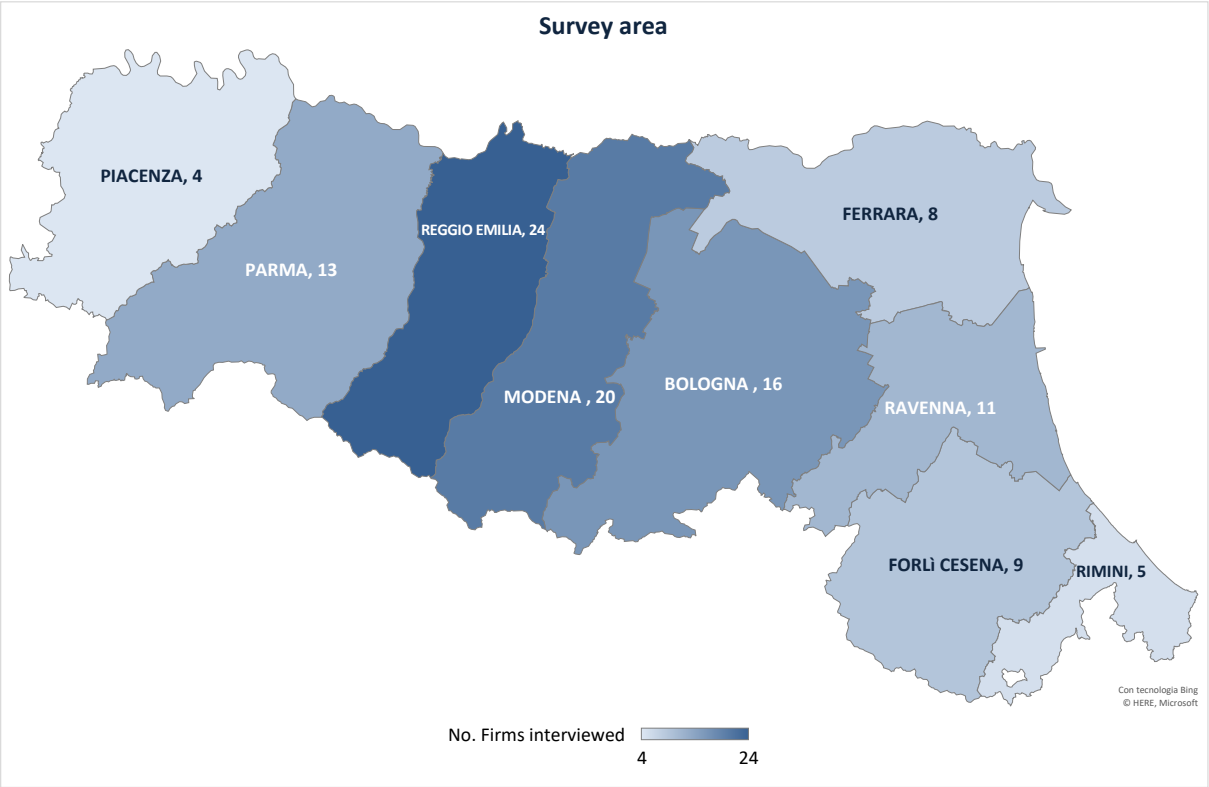 Survey area
PIACENZA, 4
FERRARA, 8
REGGIO EMILIA, 24
PARMA, 13
BOLOGNA , 16
MODENA , 20
RAVENNA, 11
FORLì CESENA, 9
RIMINI, 5
Con tecnologia Bing
© HERE, Microsoft
No. Firms interviewed
4
24